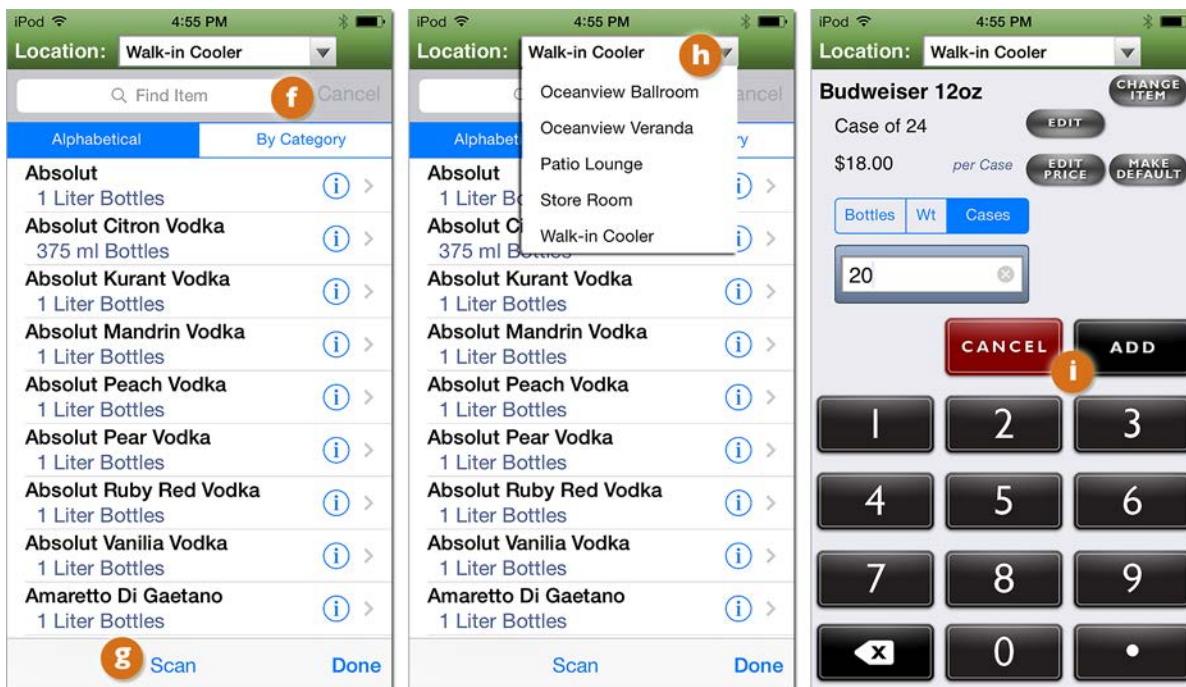 iPod 4:55 PM
Location: Walk-in Cooler
Find Item f Cancel
Alphabetical By Category
Absolut
1 Liter Bottles
Absolut Citron Vodka
375 ml Bottles
Absolut Kurant Vodka
1 Liter Bottles
Absolut Mandrin Vodka
1 Liter Bottles
Absolut Peach Vodka
1 Liter Bottles
Absolut Pear Vodka
1 Liter Bottles
Absolut Ruby Red Vodka
1 Liter Bottles
Absolut Vanilia Vodka
1 Liter Bottles
Amaretto Di Gaetano
1 Liter Bottles
g Scan Done
iPod 4:55 PM
Location: Walk-in Cooler h
Oceanview Ballroom ancel
Oceanview Veranda
Alphabet y
Patio Lounge
Store Room
Walk-in Cooler
Absolut
1 Liter Bo
Absolut Ci
375 ml Bottles
Absolut Kurant Vodka
1 Liter Bottles
Absolut Mandrin Vodka
1 Liter Bottles
Absolut Peach Vodka
1 Liter Bottles
Absolut Pear Vodka
1 Liter Bottles
Absolut Ruby Red Vodka
1 Liter Bottles
Absolut Vanilia Vodka
1 Liter Bottles
Amaretto Di Gaetano
1 Liter Bottles
Scan Done
iPod 4:55 PM
Location: Walk-in Cooler
Budweiser 12oz CHANGE ITEM
Case of 24 EDIT
$18.00 per Case EDIT PRICE MAKE DEFAULT
Bottles Wt Cases
20
CANCEL i ADD
1 2 3
4 5 6
7 8 9
x 0 •